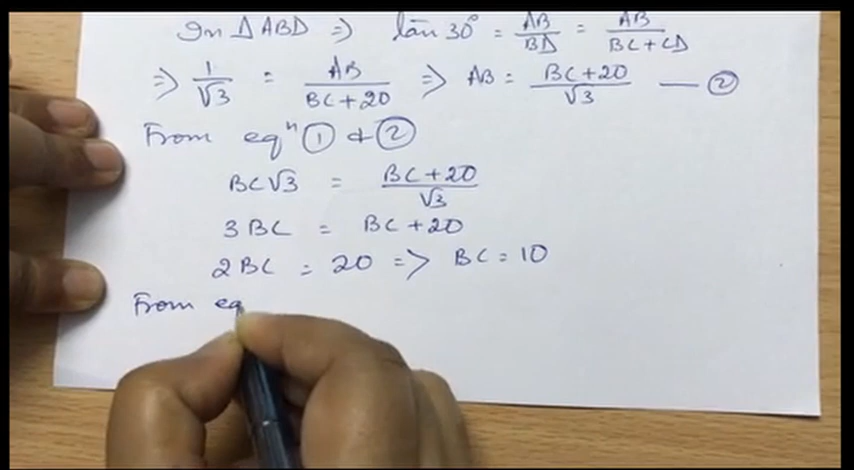 In ΔABD ⇒ tan 30° = AB/BD = AB/BC+CD
⇒ 1/√3 = AB/BC+20 ⇒ AB = BC+20/√3 — ②
From eqⁿ ① & ②
BC√3 = BC+20/√3
3BC = BC+20
2BC = 20 ⇒ BC = 10
From eq